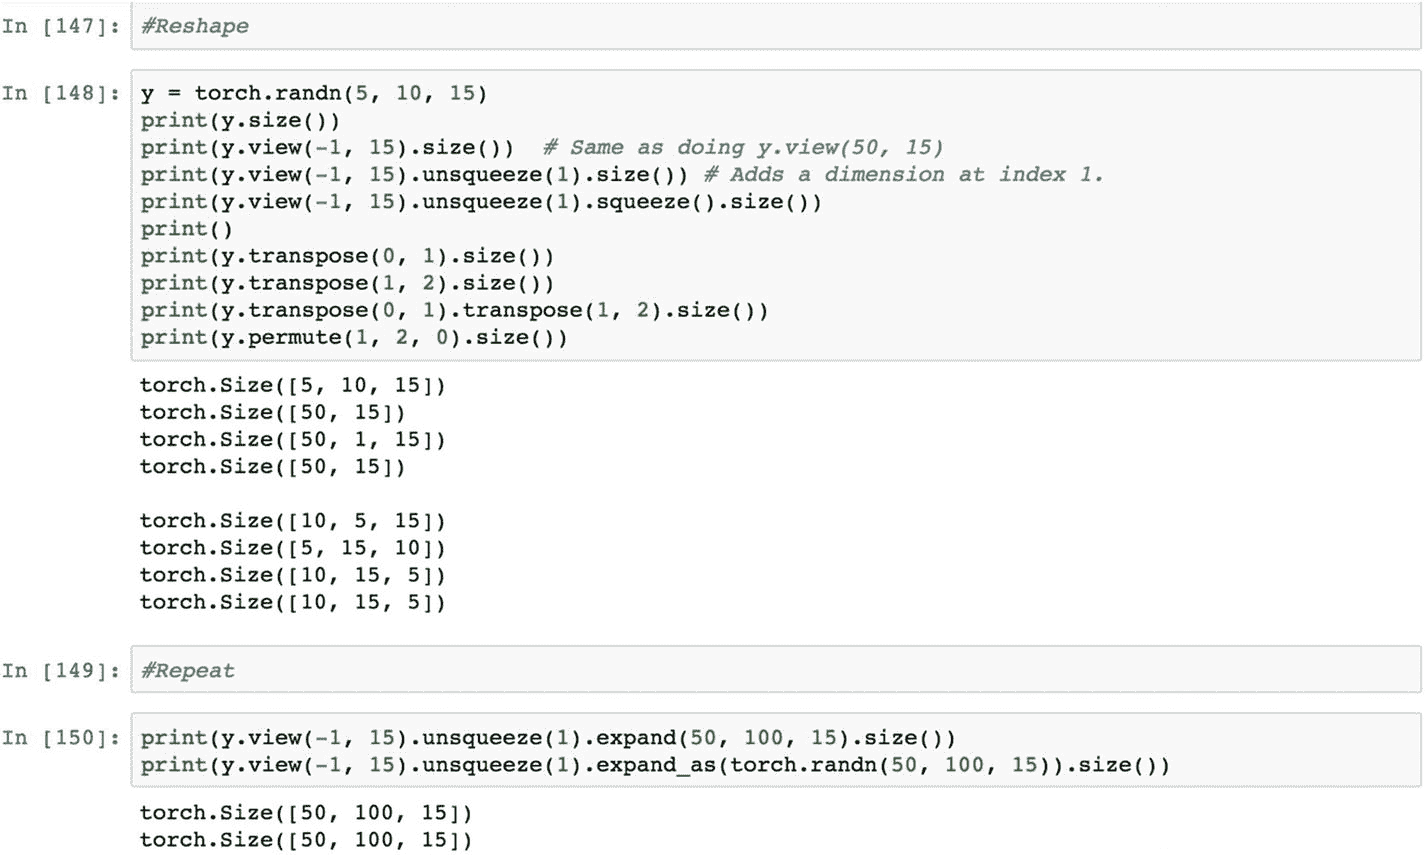 In [147]: #Reshape
In [148]: y = torch.randn(5, 10, 15)
print(y.size())
print(y.view(-1, 15).size())  # Same as doing y.view(50, 15)
print(y.view(-1, 15).unsqueeze(1).size()) # Adds a dimension at index 1.
print(y.view(-1, 15).unsqueeze(1).squeeze().size())
print()
print(y.transpose(0, 1).size())
print(y.transpose(1, 2).size())
print(y.transpose(0, 1).transpose(1, 2).size())
print(y.permute(1, 2, 0).size())
torch.Size([5, 10, 15])
torch.Size([50, 15])
torch.Size([50, 1, 15])
torch.Size([50, 15])
torch.Size([10, 5, 15])
torch.Size([5, 15, 10])
torch.Size([10, 15, 5])
torch.Size([10, 15, 5])
In [149]: #Repeat
In [150]: print(y.view(-1, 15).unsqueeze(1).expand(50, 100, 15).size())
print(y.view(-1, 15).unsqueeze(1).expand_as(torch.randn(50, 100, 15)).size())
torch.Size([50, 100, 15])
torch.Size([50, 100, 15])